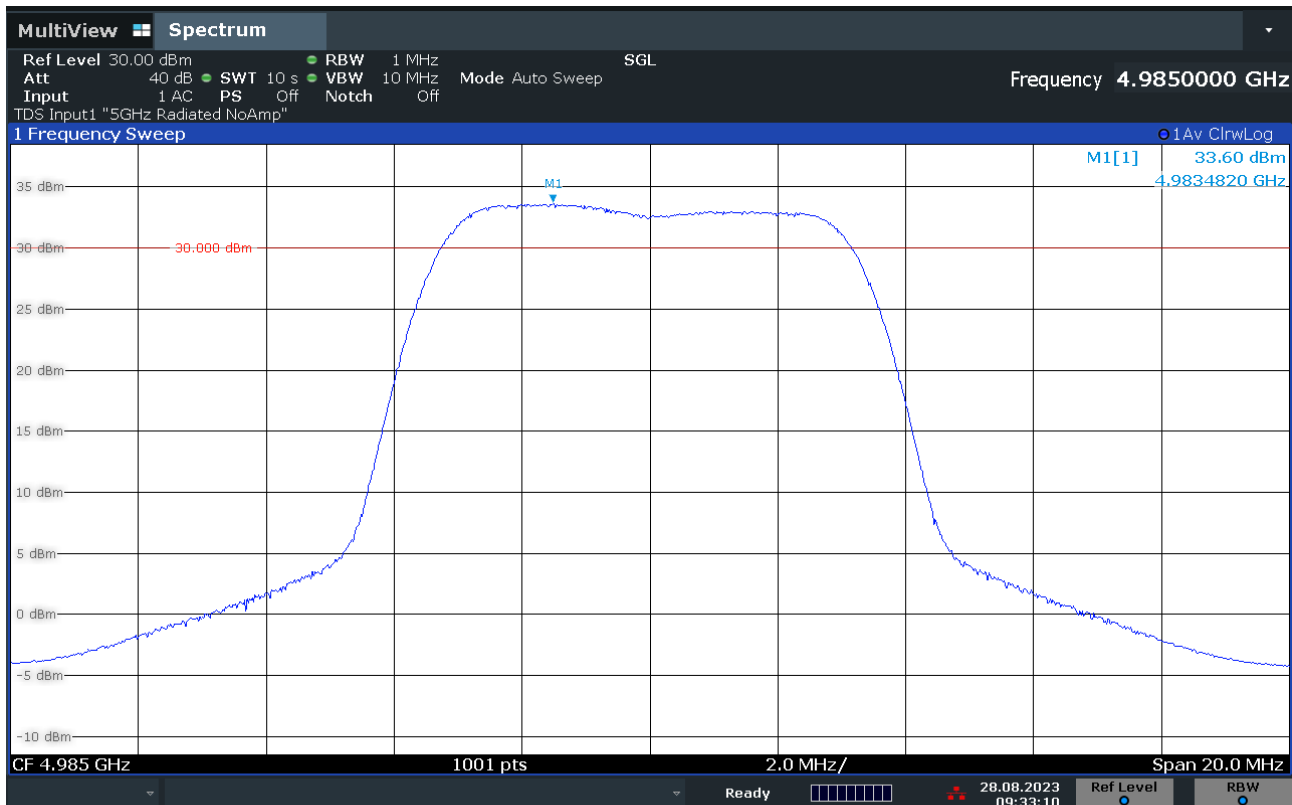 MultiView Spectrum
Ref Level 30.00 dBm RBW 1 MHz SGL
Att 40 dB SWT 10 s VBW 10 MHz Mode Auto Sweep Frequency 4.9850000 GHz
Input 1 AC PS Off Notch Off
TDS Input1 "5GHz Radiated NoAmp"
1 Frequency Sweep 1Av ClrwLog
M1[1] 33.60 dBm
4.9834820 GHz
35 dBm
M1
30 dBm 30.000 dBm
25 dBm
20 dBm
15 dBm
10 dBm
5 dBm
0 dBm
-5 dBm
-10 dBm
CF 4.985 GHz 1001 pts 2.0 MHz/ Span 20.0 MHz
Ready 28.08.2023 Ref Level RBW
09:33:10